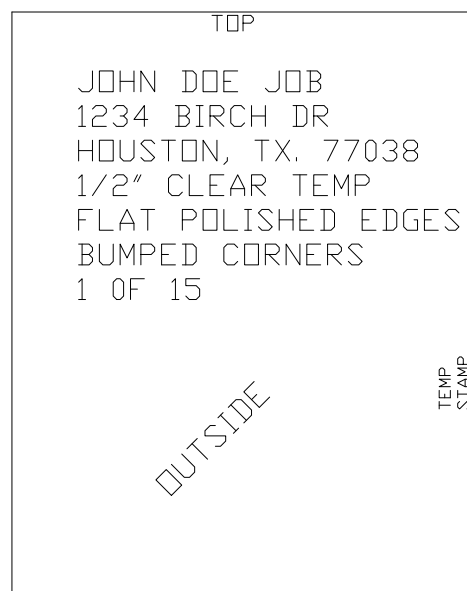 TOP
JOHN DOE JOB
1234 BIRCH DR
HOUSTON, TX. 77038
1/2" CLEAR TEMP
FLAT POLISHED EDGES
BUMPED CORNERS
1 OF 15
TEMP
STAMP
OUTSIDE